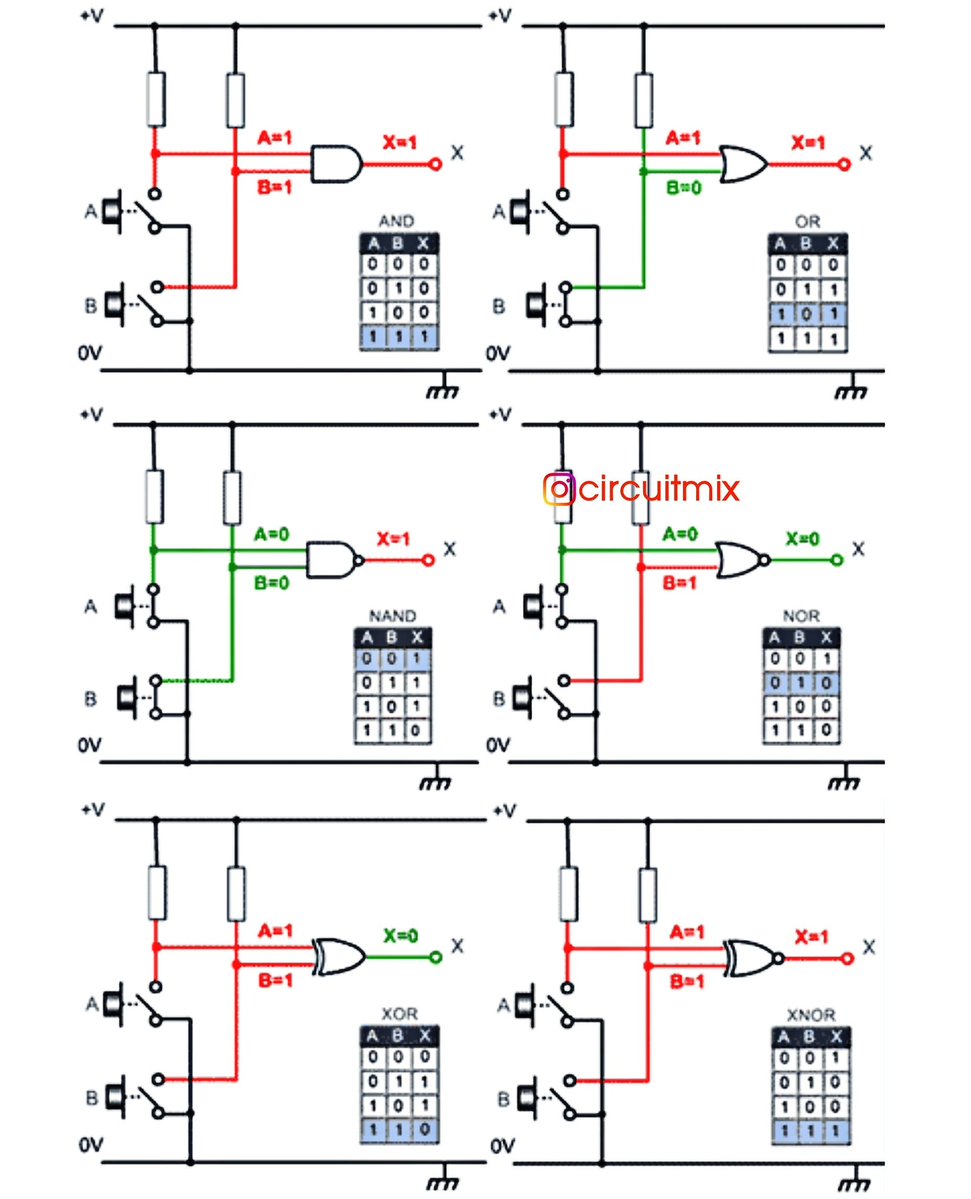 +V
A=1
X=1
X
B=1
A
AND
A B X
0 0 0
0 1 0
1 0 0
1 1 1
B
0V
+V
A=1
X=1
X
B=0
A
OR
A B X
0 0 0
0 1 1
1 0 1
1 1 1
B
0V
+V
A=0
X=1
X
B=0
A
NAND
A B X
0 0 1
0 1 1
1 0 1
1 1 0
B
0V
+V
circuitmix
A=0
X=0
X
B=1
A
NOR
A B X
0 0 1
0 1 0
1 0 0
1 1 0
B
0V
+V
A=1
X=0
X
B=1
A
XOR
A B X
0 0 0
0 1 1
1 0 1
1 1 0
B
0V
+V
A=1
X=1
X
B=1
A
XNOR
A B X
0 0 1
0 1 0
1 0 0
1 1 1
B
0V